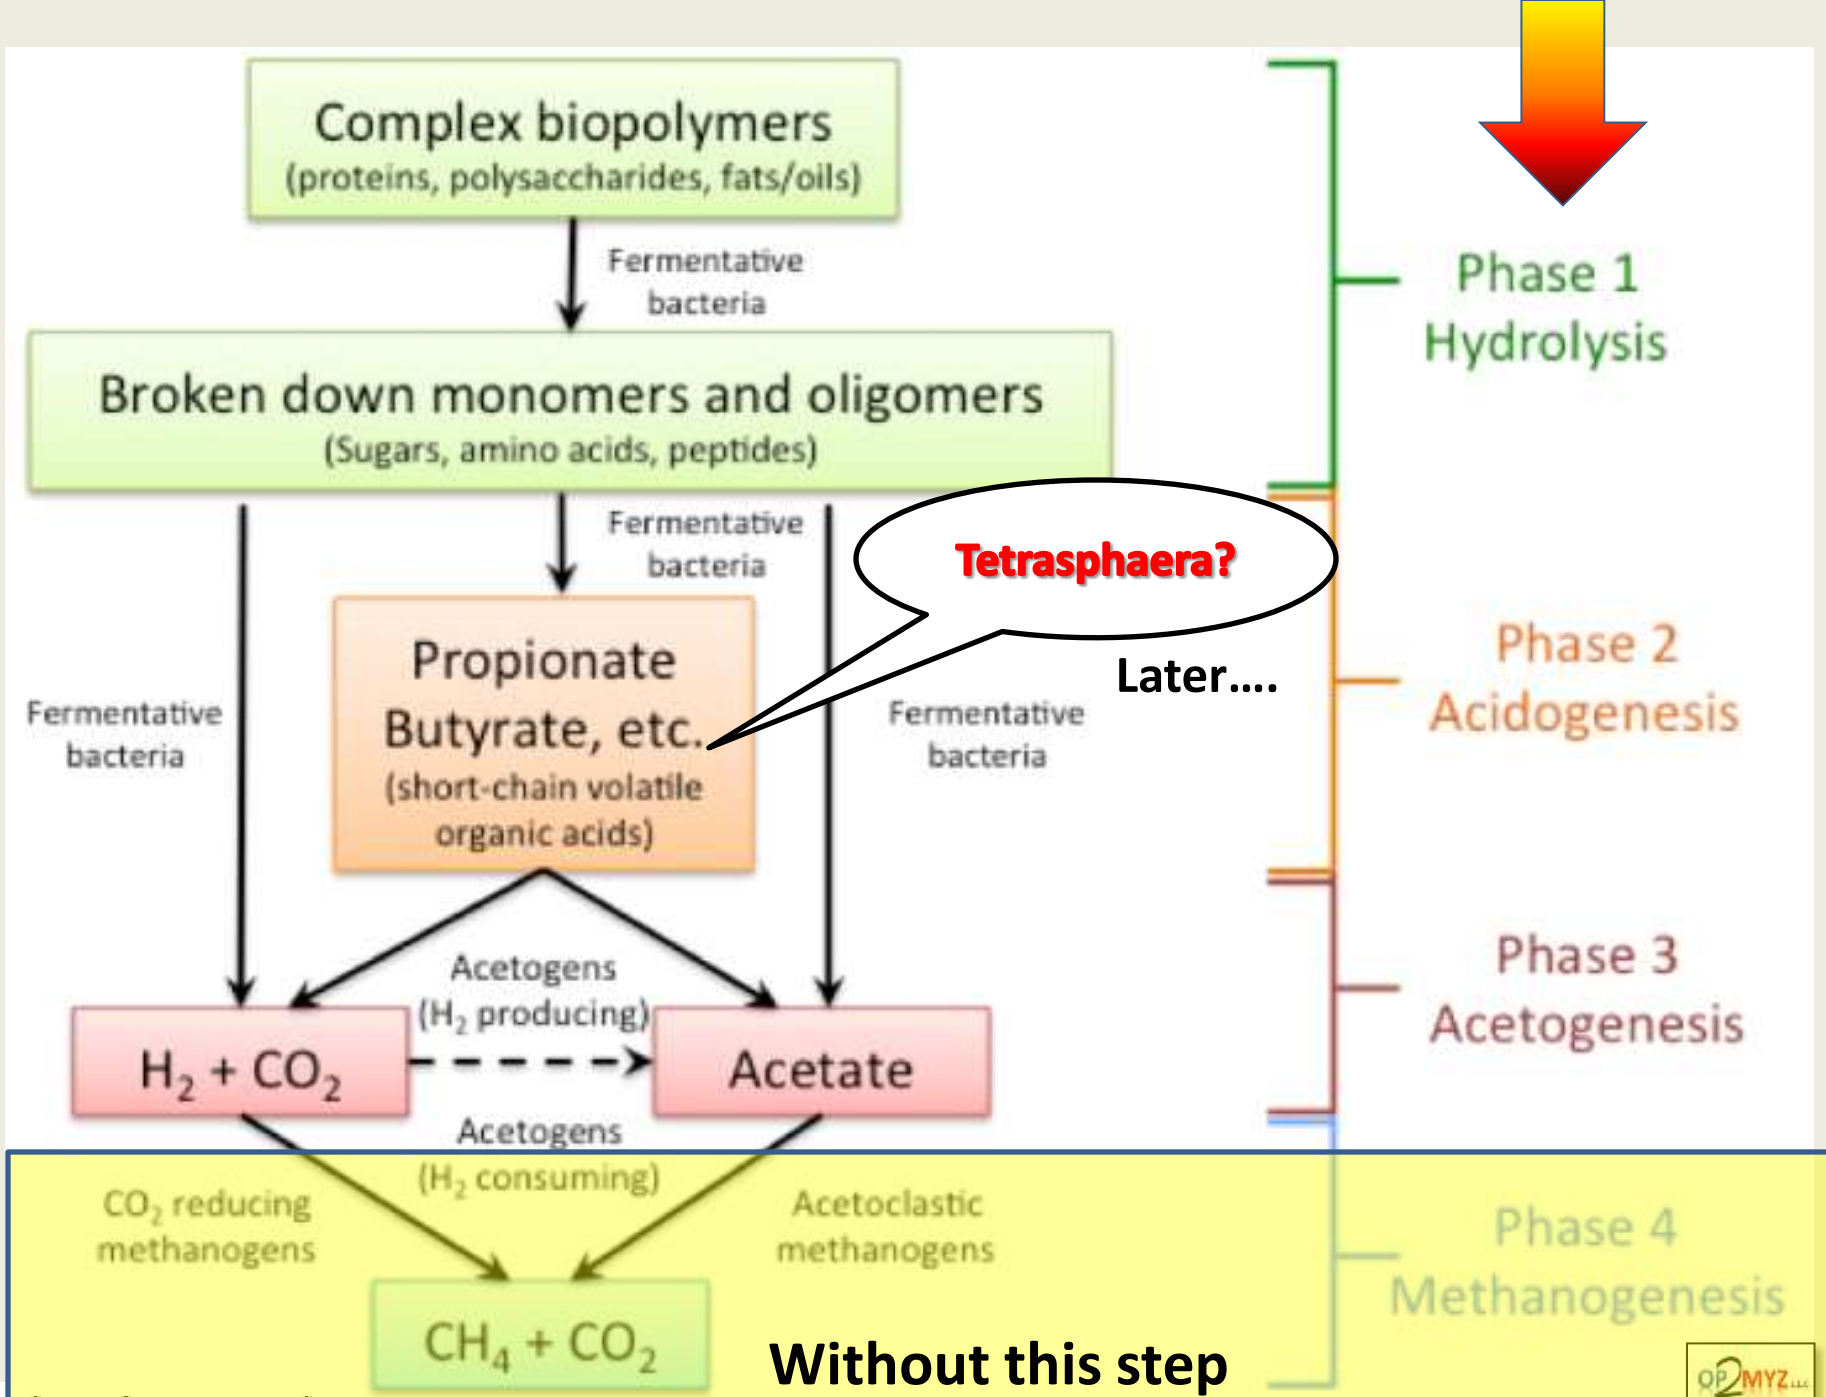 Complex biopolymers
(proteins, polysaccharides, fats/oils)
Fermentative
bacteria
Phase 1
Hydrolysis
Broken down monomers and oligomers
(Sugars, amino acids, peptides)
Fermentative
bacteria
Tetrasphaera?
Later....
Propionate
Butyrate, etc.
(short-chain volatile
organic acids)
Fermentative
bacteria
Fermentative
bacteria
Phase 2
Acidogenesis
Acetogens
(H₂ producing)
H₂ + CO₂
Acetate
Phase 3
Acetogenesis
Acetogens
(H₂ consuming)
CO₂ reducing
methanogens
Acetoclastic
methanogens
Phase 4
Methanogenesis
CH₄ + CO₂
Without this step
OP2MYZ LLC